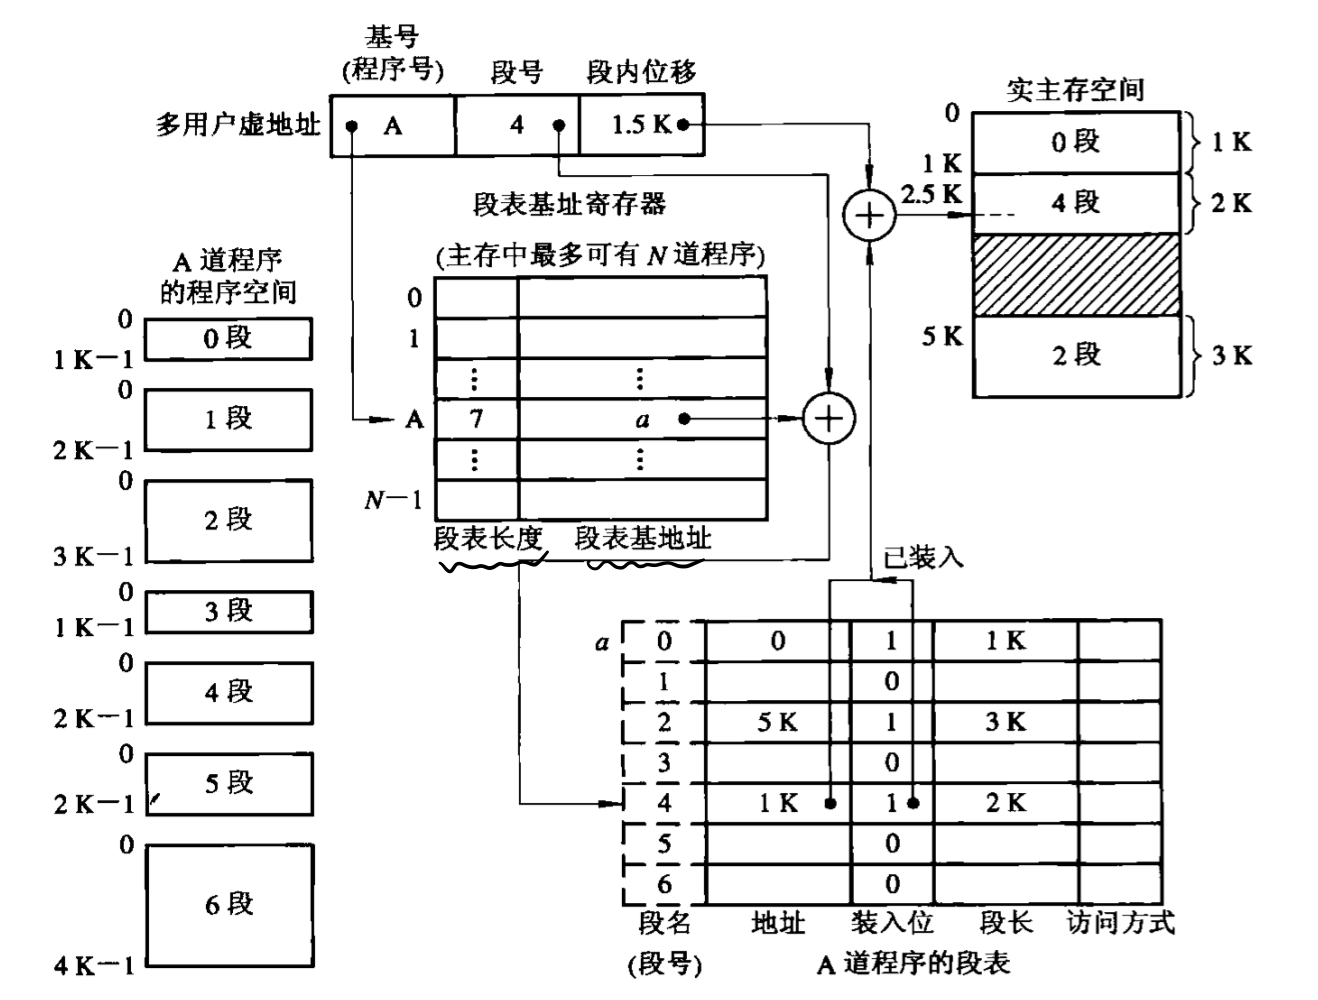 基号
(程序号) 段号 段内位移
多用户虚地址 A 4 1.5 K
实主存空间
0 0 段 1 K
1 K
2.5 K 4 段 2 K
5 K 2 段 3 K
段表基址寄存器
(主存中最多可有 N 道程序)
0
1
⋮ ⋮
A 7 a
⋮ ⋮
N－1
段表长度 段表基地址
A 道程序
的程序空间
0 0 段
1 K－1
0 1 段
2 K－1
0 2 段
3 K－1
0 3 段
1 K－1
0 4 段
2 K－1
0 5 段
2 K－1
0 6 段
4 K－1
已装入
a 0 0 1 1 K
1 0
2 5 K 1 3 K
3 0
4 1 K 1 2 K
5 0
6 0
段名 地址 装入位 段长 访问方式
(段号) A 道程序的段表